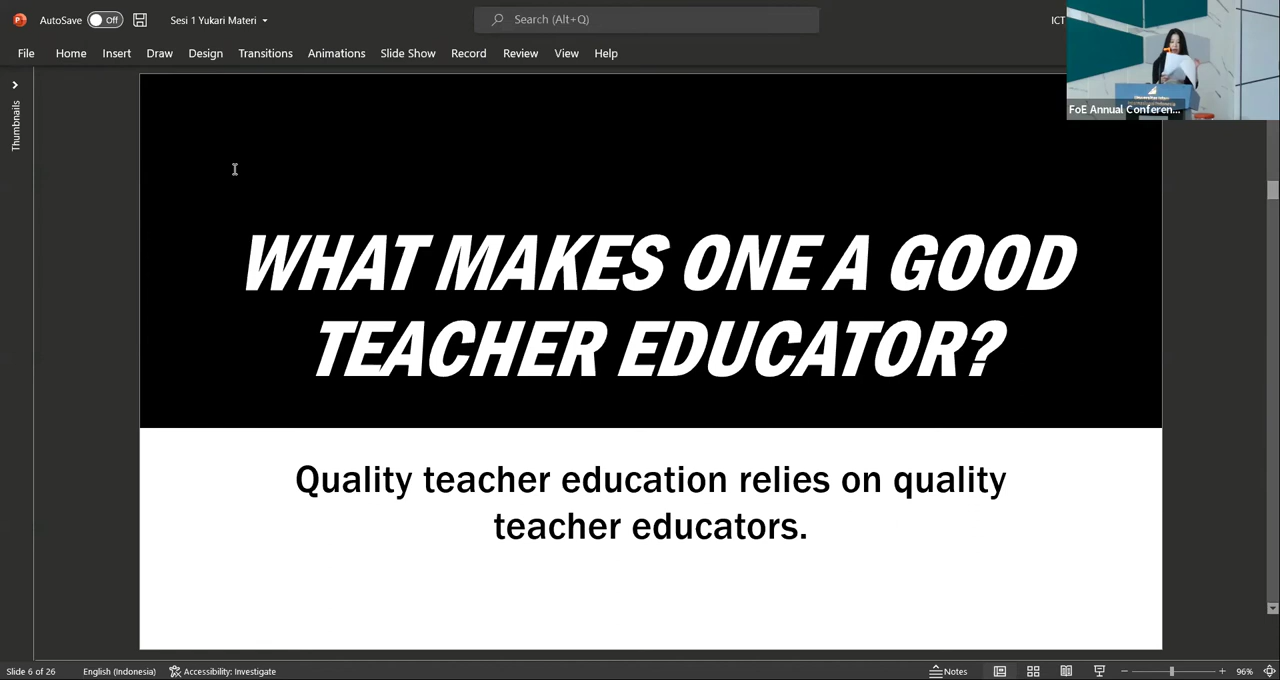 AutoSave Off Sesi 1 Yukari Materi Search (Alt+Q) ICT
File Home Insert Draw Design Transitions Animations Slide Show Record Review View Help
FoE Annual Conferen...
Thumbnails
WHAT MAKES ONE A GOOD
TEACHER EDUCATOR?
Quality teacher education relies on quality
teacher educators.
Slide 6 of 26 English (Indonesia) Accessibility: Investigate Notes 96%